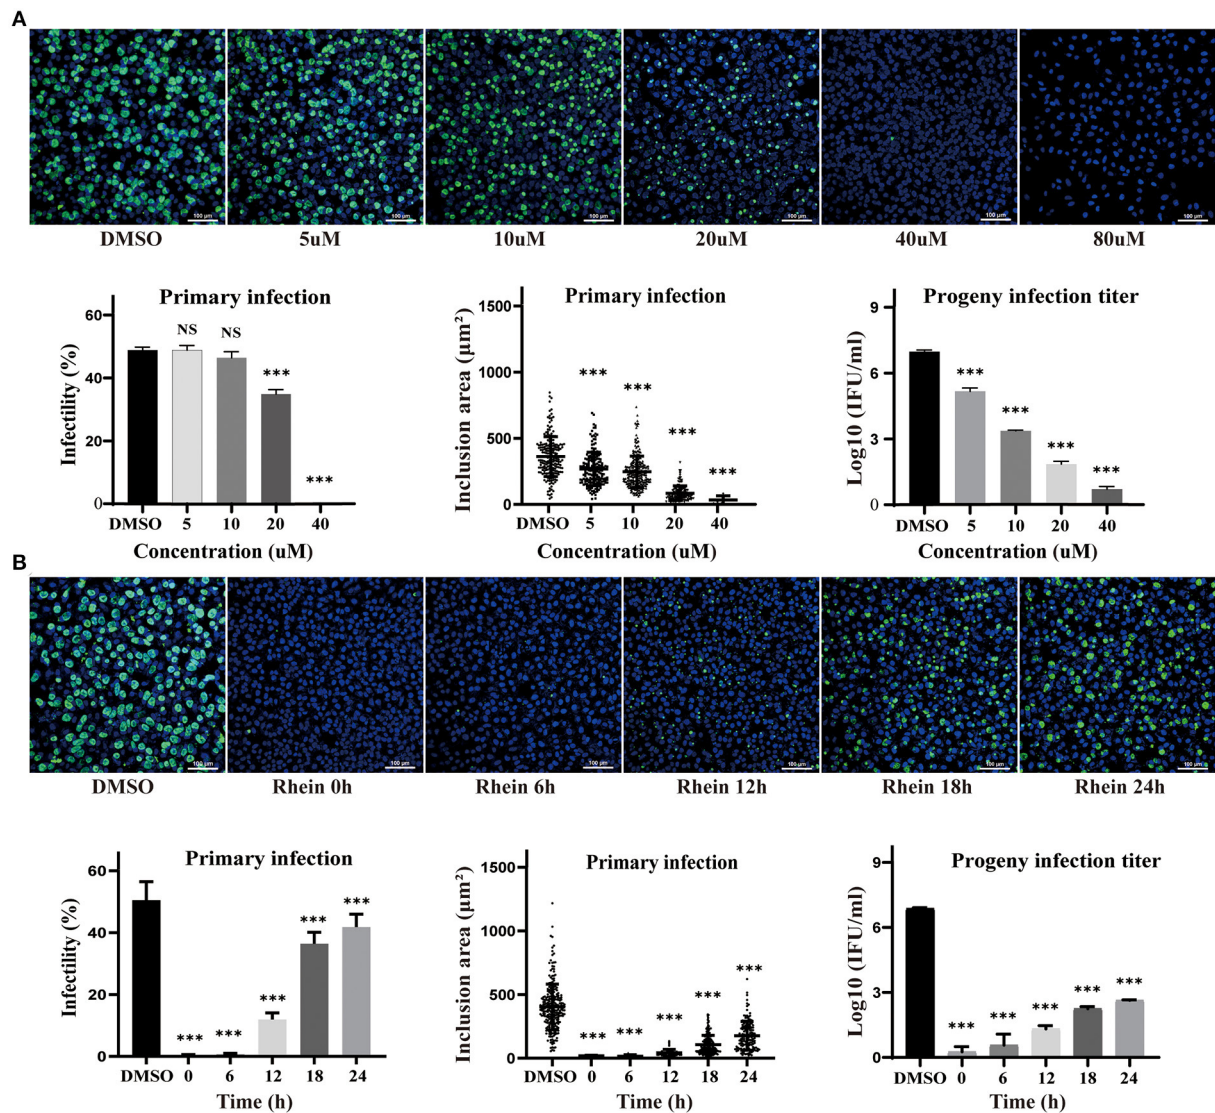 A
100 µm 100 µm 100 µm 100 µm 100 µm 100 µm
DMSO 5uM 10uM 20uM 40uM 80uM
Primary infection
Infectility (%)
60
40
20
0
NS NS *** ***
DMSO 5 10 20 40
Concentration (uM)
Primary infection
Inclusion area (µm²)
1500
1000
500
0
*** *** *** ***
DMSO 5 10 20 40
Concentration (uM)
Progeny infection titer
Log10 (IFU/ml)
9
6
3
0
*** *** *** ***
DMSO 5 10 20 40
Concentration (uM)
B
100 µm 100 µm 100 µm 100 µm 100 µm 100 µm
DMSO Rhein 0h Rhein 6h Rhein 12h Rhein 18h Rhein 24h
Primary infection
Infectility (%)
60
40
20
0
*** *** *** *** ***
DMSO 0 6 12 18 24
Time (h)
Primary infection
Inclusion area (µm²)
1500
1000
500
0
*** *** *** *** ***
DMSO 0 6 12 18 24
Time (h)
Progeny infection titer
Log10 (IFU/ml)
9
6
3
0
*** *** *** *** ***
DMSO 0 6 12 18 24
Time (h)